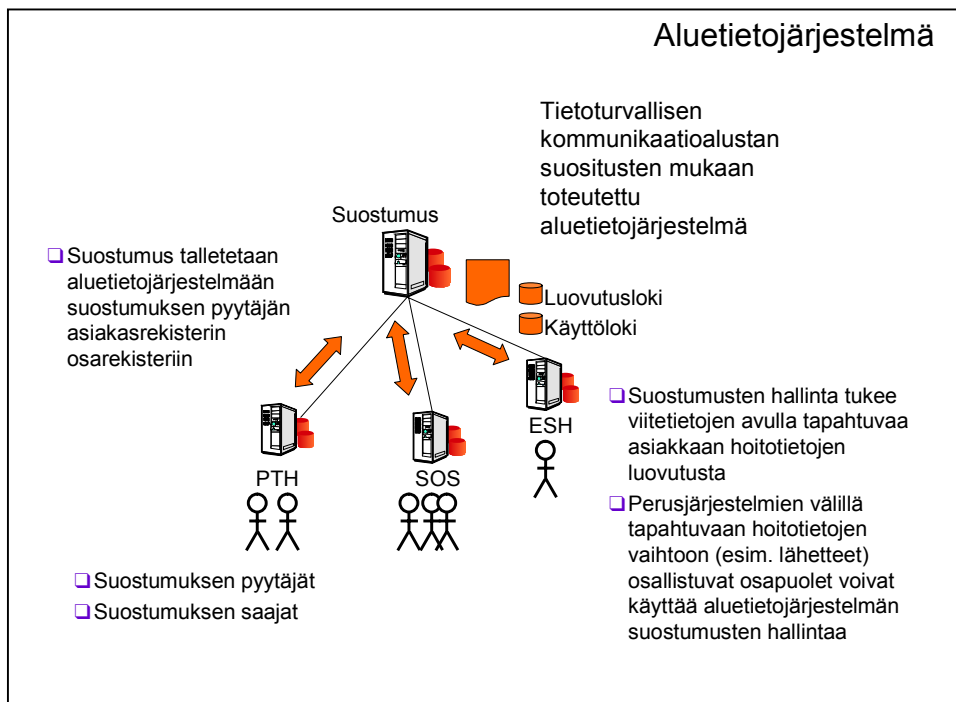 Aluetietojärjestelmä
Tietoturvallisen
kommunikaatioalustan
suositusten mukaan
toteutettu
aluetietojärjestelmä
Suostumus
Suostumus talletetaan
aluetietojärjestelmään
suostumuksen pyytäjän
asiakasrekisterin
osarekisteriin
Luovutusloki
Käyttöloki
PTH
SOS
ESH
Suostumusten hallinta tukee
viitetietojen avulla tapahtuvaa
asiakkaan hoitotietojen
luovutusta
Perusjärjestelmien välillä
tapahtuvaan hoitotietojen
vaihtoon (esim. lähetteet)
osallistuvat osapuolet voivat
käyttää aluetietojärjestelmän
suostumusten hallintaa
Suostumuksen pyytäjät
Suostumuksen saajat